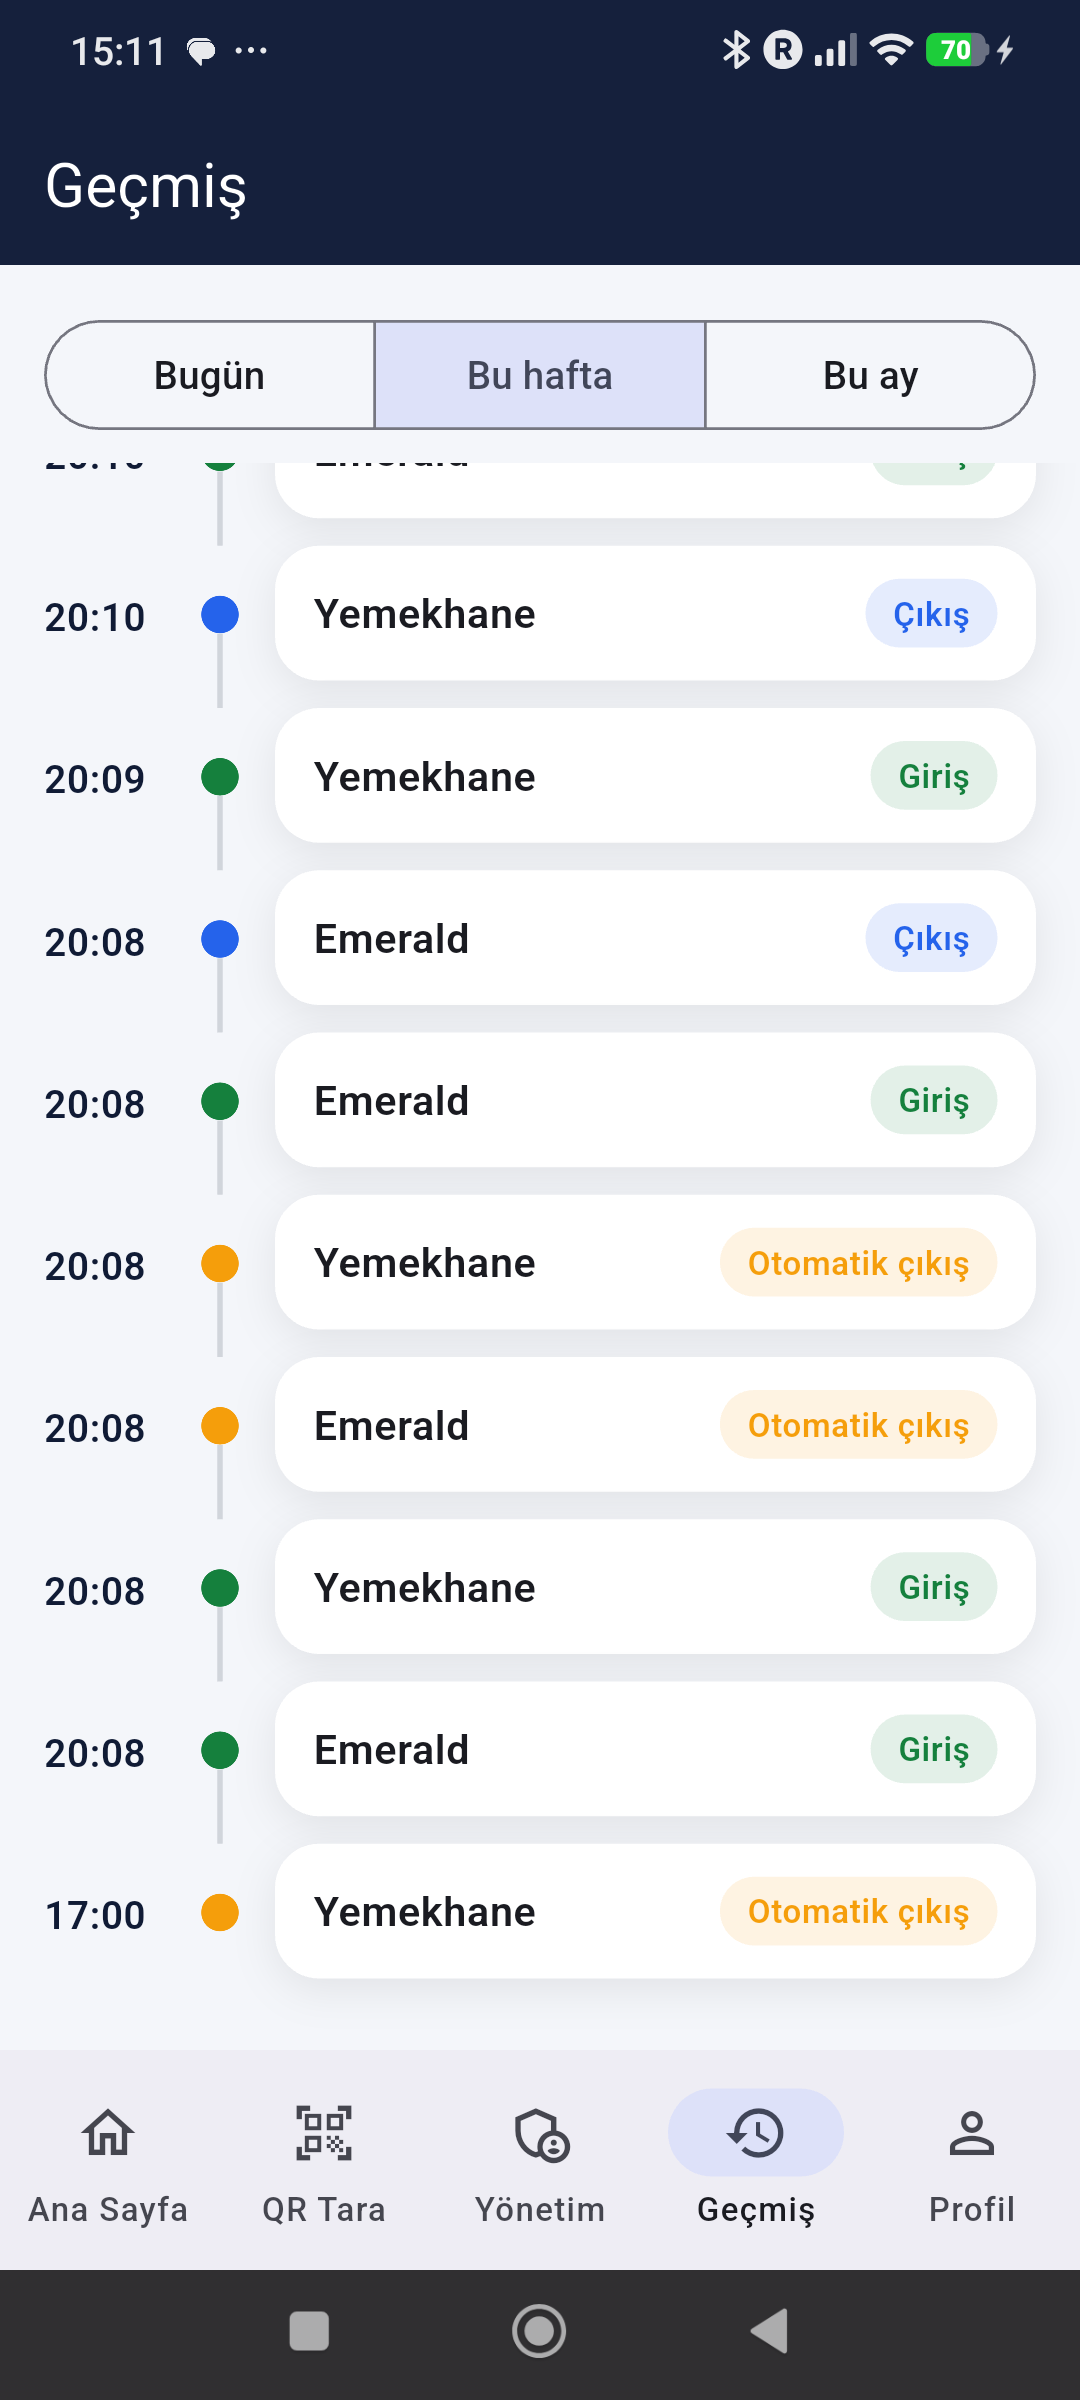 15:11
R
70
Geçmiş
Bugün
Bu hafta
Bu ay
Emerald
20:10
Yemekhane
Çıkış
20:09
Yemekhane
Giriş
20:08
Emerald
Çıkış
20:08
Emerald
Giriş
20:08
Yemekhane
Otomatik çıkış
20:08
Emerald
Otomatik çıkış
20:08
Yemekhane
Giriş
20:08
Emerald
Giriş
17:00
Yemekhane
Otomatik çıkış
Ana Sayfa
QR Tara
Yönetim
Geçmiş
Profil